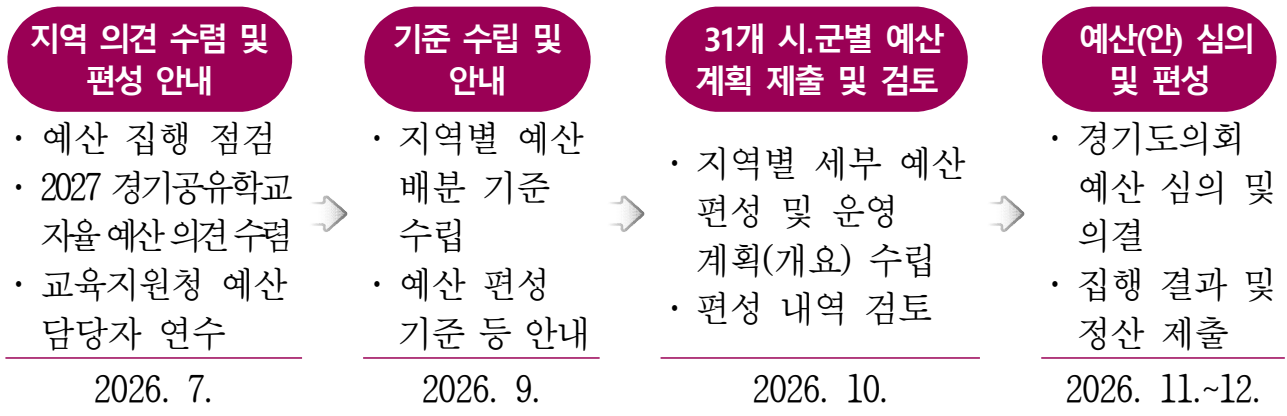 지역 의견 수렴 및
편성 안내
· 예산 집행 점검
· 2027 경기공유학교
자율 예산 의견 수렴
· 교육지원청 예산
담당자 연수
2026. 7.
기준 수립 및
안내
· 지역별 예산
배분 기준
수립
· 예산 편성
기준 등 안내
2026. 9.
31개 시.군별 예산
계획 제출 및 검토
· 지역별 세부 예산
편성 및 운영
계획(개요) 수립
· 편성 내역 검토
2026. 10.
예산(안) 심의
및 편성
· 경기도의회
예산 심의 및
의결
· 집행 결과 및
정산 제출
2026. 11.~12.